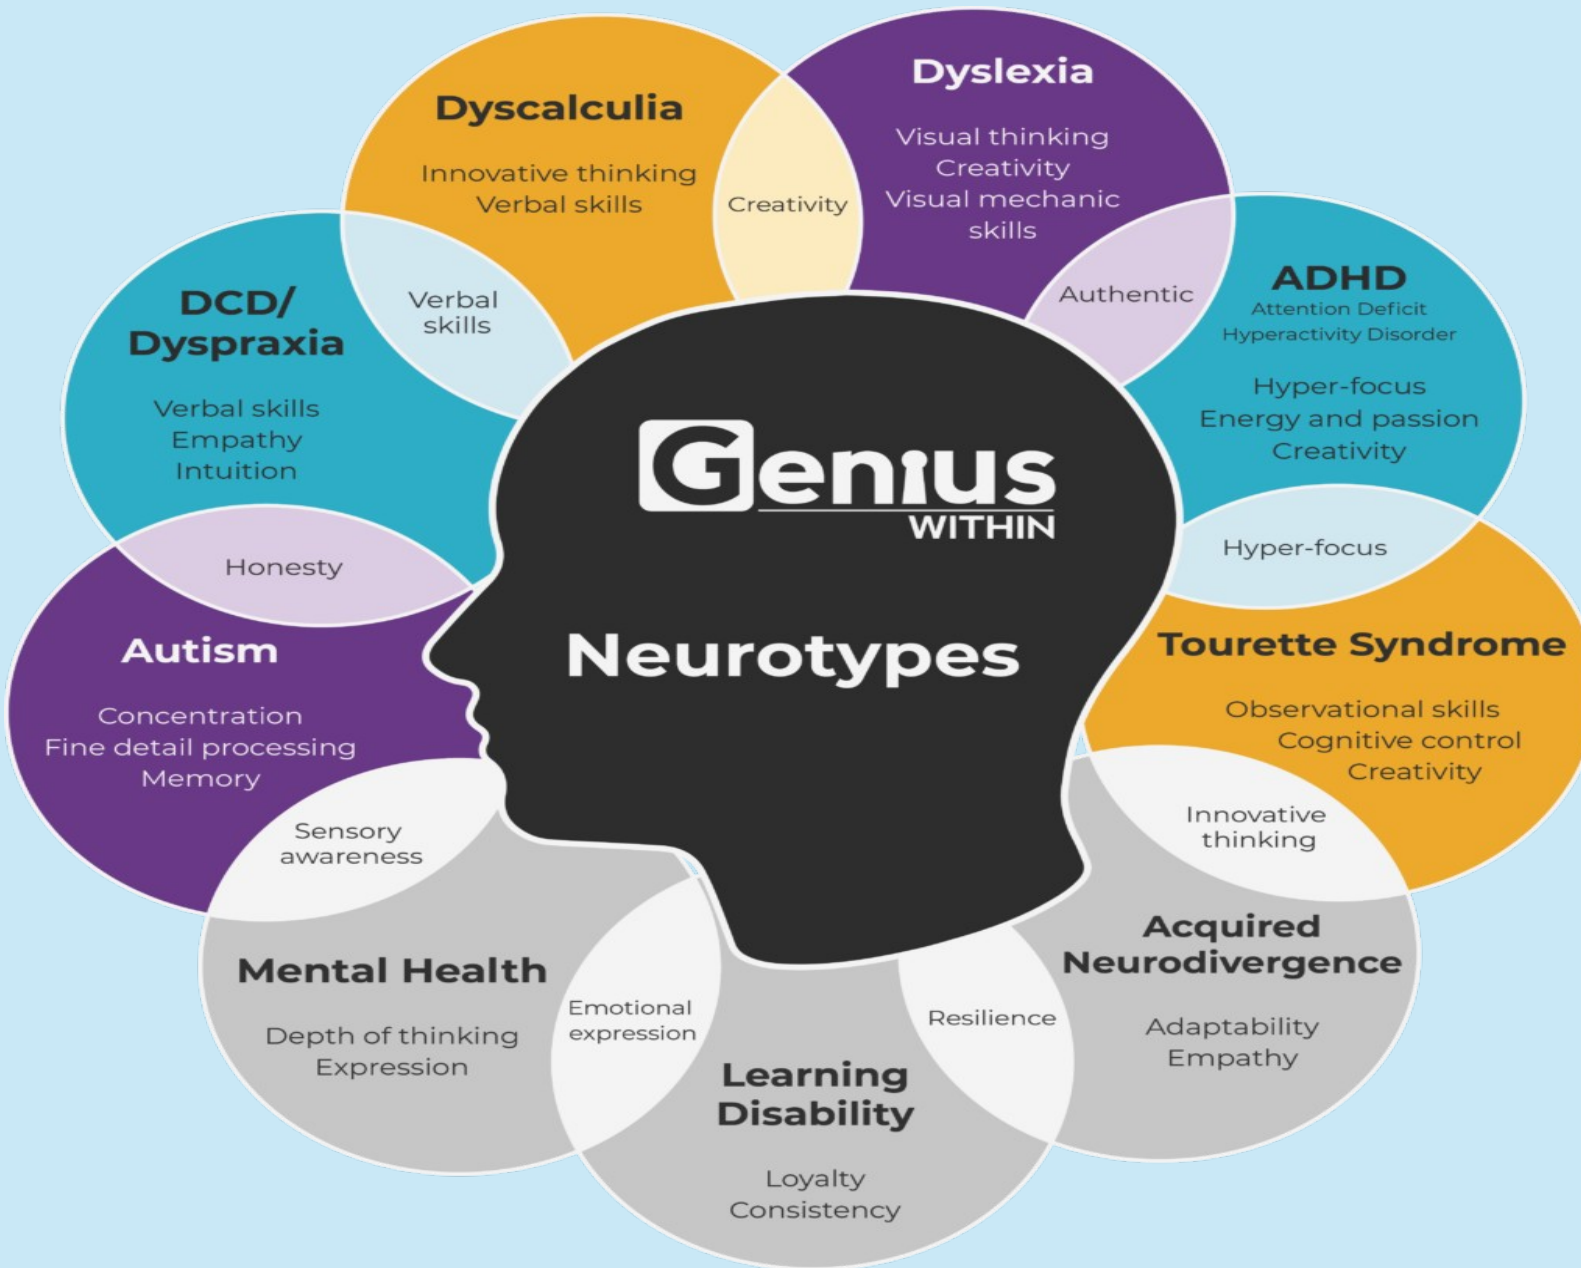 Dyscalculia
Innovative thinking
Verbal skills
Creativity
Dyslexia
Visual thinking
Creativity
Visual mechanic
skills
Authentic
ADHD
Attention Deficit
Hyperactivity Disorder
Hyper-focus
Energy and passion
Creativity
Hyper-focus
Tourette Syndrome
Observational skills
Cognitive control
Creativity
Innovative
thinking
Acquired
Neurodivergence
Adaptability
Empathy
Resilience
Learning
Disability
Loyalty
Consistency
Emotional
expression
Mental Health
Depth of thinking
Expression
Sensory
awareness
Autism
Concentration
Fine detail processing
Memory
Honesty
DCD/
Dyspraxia
Verbal skills
Empathy
Intuition
Verbal
skills
Genius
WITHIN
Neurotypes